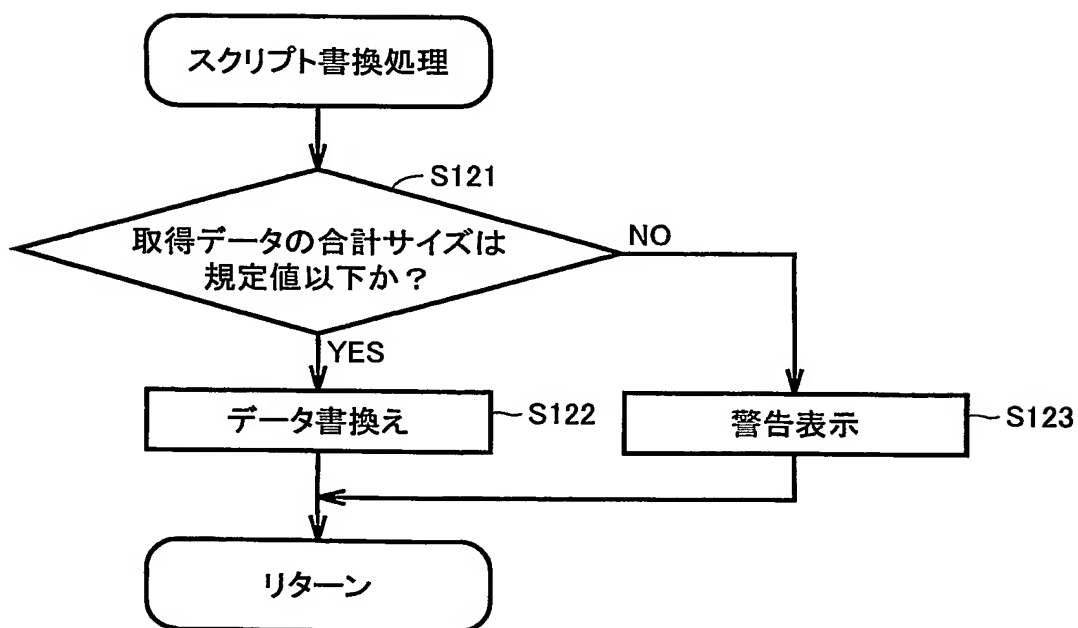 スクリプト書換処理
S121
取得データの合計サイズは
規定値以下か？
NO
YES
データ書換え
S122
警告表示
S123
リターン